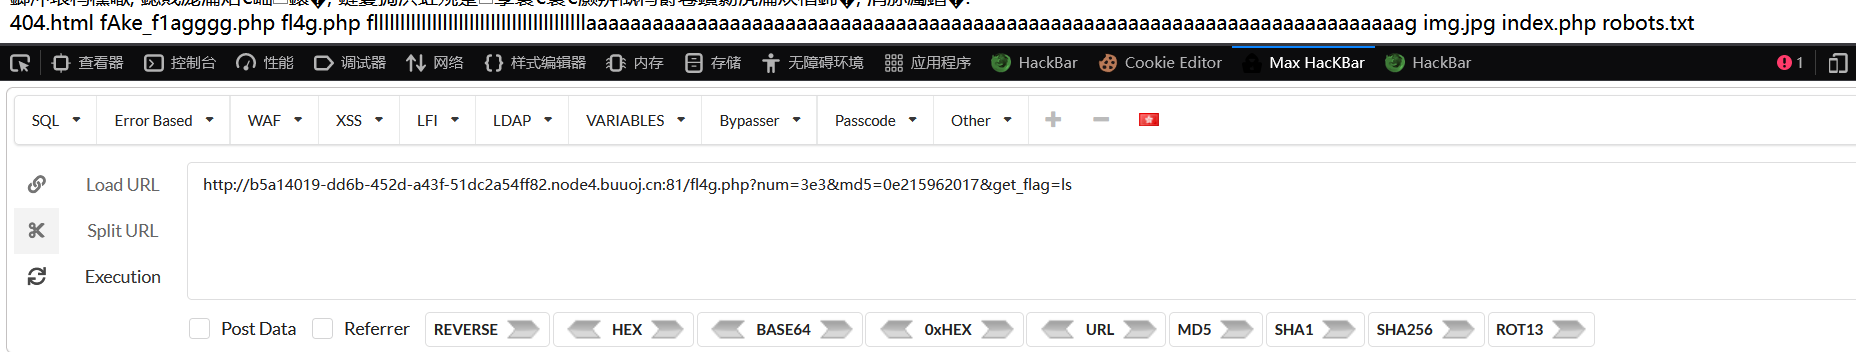 404.html fAke_f1agggg.php fl4g.php fllllllllllllllllllllllllllllllllllllllllaaaaaaaaaaaaaaaaaaaaaaaaaaaaaaaaaaaaaaaaaaaaaaaaaaaaaaaaaaaaaaaaaaaaaaaaaag img.jpg index.php robots.txt
查看器 控制台 性能 调试器 网络 样式编辑器 内存 存储 无障碍环境 应用程序 HackBar Cookie Editor Max HacKBar HackBar 1
SQL Error Based WAF XSS LFI LDAP VARIABLES Bypasser Passcode Other
Load URL
http://b5a14019-dd6b-452d-a43f-51dc2a54ff82.node4.buuoj.cn:81/fl4g.php?num=3e3&md5=0e215962017&get_flag=ls
Split URL
Execution
Post Data Referrer REVERSE HEX BASE64 0xHEX URL MD5 SHA1 SHA256 ROT13